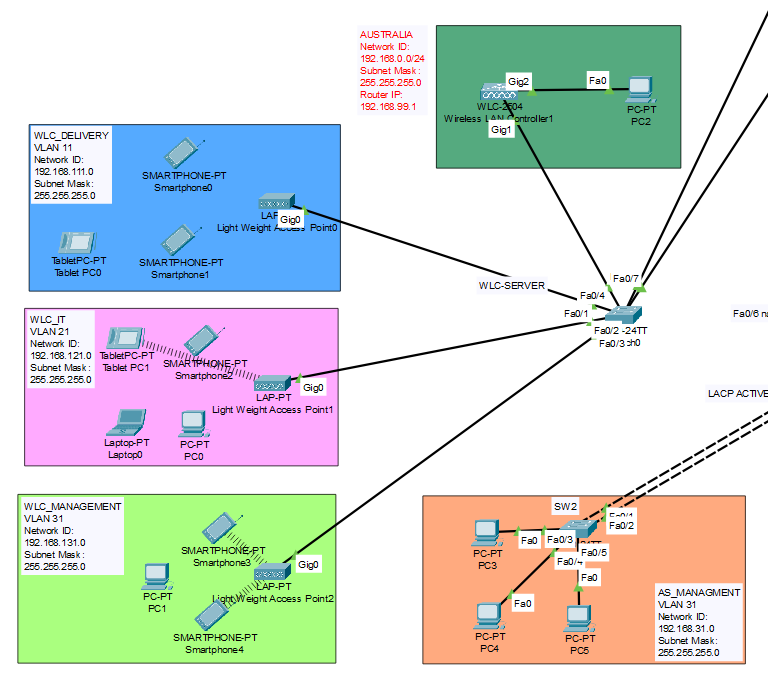 AUSTRALIA
Network ID:
192.168.0.0/24
Subnet Mask :
255.255.255.0
Router IP:
192.168.99.1
Gig2
Fa0
WLC-2504
Wireless LAN Controller1
Gig1
PC-PT
PC2
WLC_DELIVERY
VLAN 11
Network ID:
192.168.111.0
Subnet Mask:
255.255.255.0
SMARTPHONE-PT
Smartphone0
Gig0
Light Weight Access Point0
TabletPC-PT
Tablet PC0
SMARTPHONE-PT
Smartphone1
WLC-SERVER
Fa0/7
Fa0/4
Fa0/1
Fa0/2 -24TT
Fa0/3
Fa0/6
WLC_IT
VLAN 21
Network ID:
192.168.121.0
Subnet Mask:
255.255.255.0
TabletPC-PT
Tablet PC1
SMARTPHONE-PT
Smartphone2
LAP-PT
Gig0
Light Weight Access Point1
Laptop-PT
Laptop0
PC-PT
PC0
LACP ACTIVE
WLC_MANAGEMENT
VLAN 31
Network ID:
192.168.131.0
Subnet Mask:
255.255.255.0
SMARTPHONE-PT
Smartphone3
Gig0
LAP-PT
Light Weight Access Point2
PC-PT
PC1
SMARTPHONE-PT
Smartphone4
SW2
Fa0/1
Fa0/2
PC-PT
PC3
Fa0
Fa0/3
Fa0/5
Fa0/4
Fa0
Fa0
PC-PT
PC4
PC-PT
PC5
AS_MANAGMENT
VLAN 31
Network ID:
192.168.31.0
Subnet Mask:
255.255.255.0